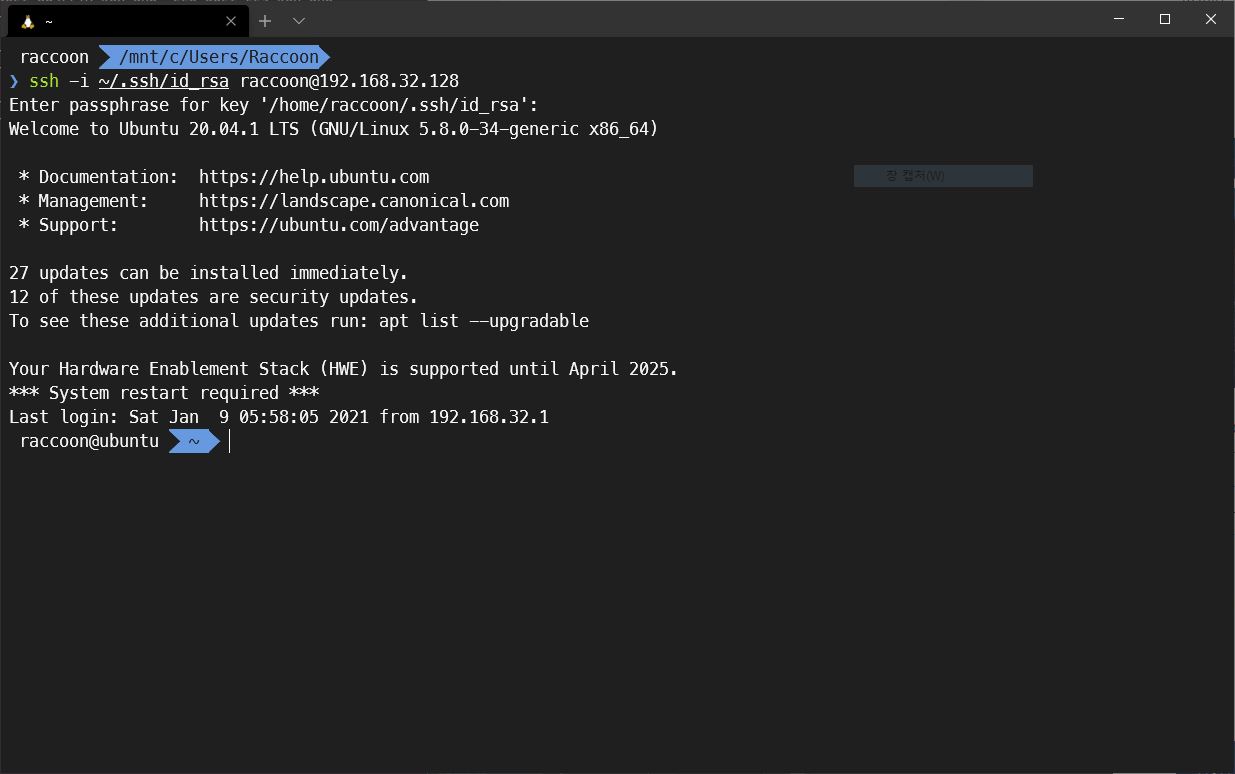 ~
raccoon /mnt/c/Users/Raccoon
❯ ssh -i ~/.ssh/id_rsa raccoon@192.168.32.128
Enter passphrase for key '/home/raccoon/.ssh/id_rsa':
Welcome to Ubuntu 20.04.1 LTS (GNU/Linux 5.8.0-34-generic x86_64)
* Documentation:  https://help.ubuntu.com
창 캡처(W)
* Management:     https://landscape.canonical.com
* Support:        https://ubuntu.com/advantage
27 updates can be installed immediately.
12 of these updates are security updates.
To see these additional updates run: apt list --upgradable
Your Hardware Enablement Stack (HWE) is supported until April 2025.
*** System restart required ***
Last login: Sat Jan  9 05:58:05 2021 from 192.168.32.1
raccoon@ubuntu ~